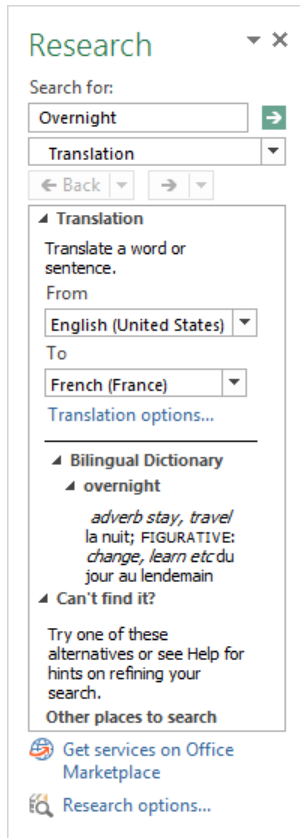 Research
Search for:
Overnight
Translation
Back
Translation
Translate a word or
sentence.
From
English (United States)
To
French (France)
Translation options...
Bilingual Dictionary
overnight
adverb stay, travel
la nuit; FIGURATIVE:
change, learn etc du
jour au lendemain
Can't find it?
Try one of these
alternatives or see Help for
hints on refining your
search.
Other places to search
Get services on Office
Marketplace
Research options...